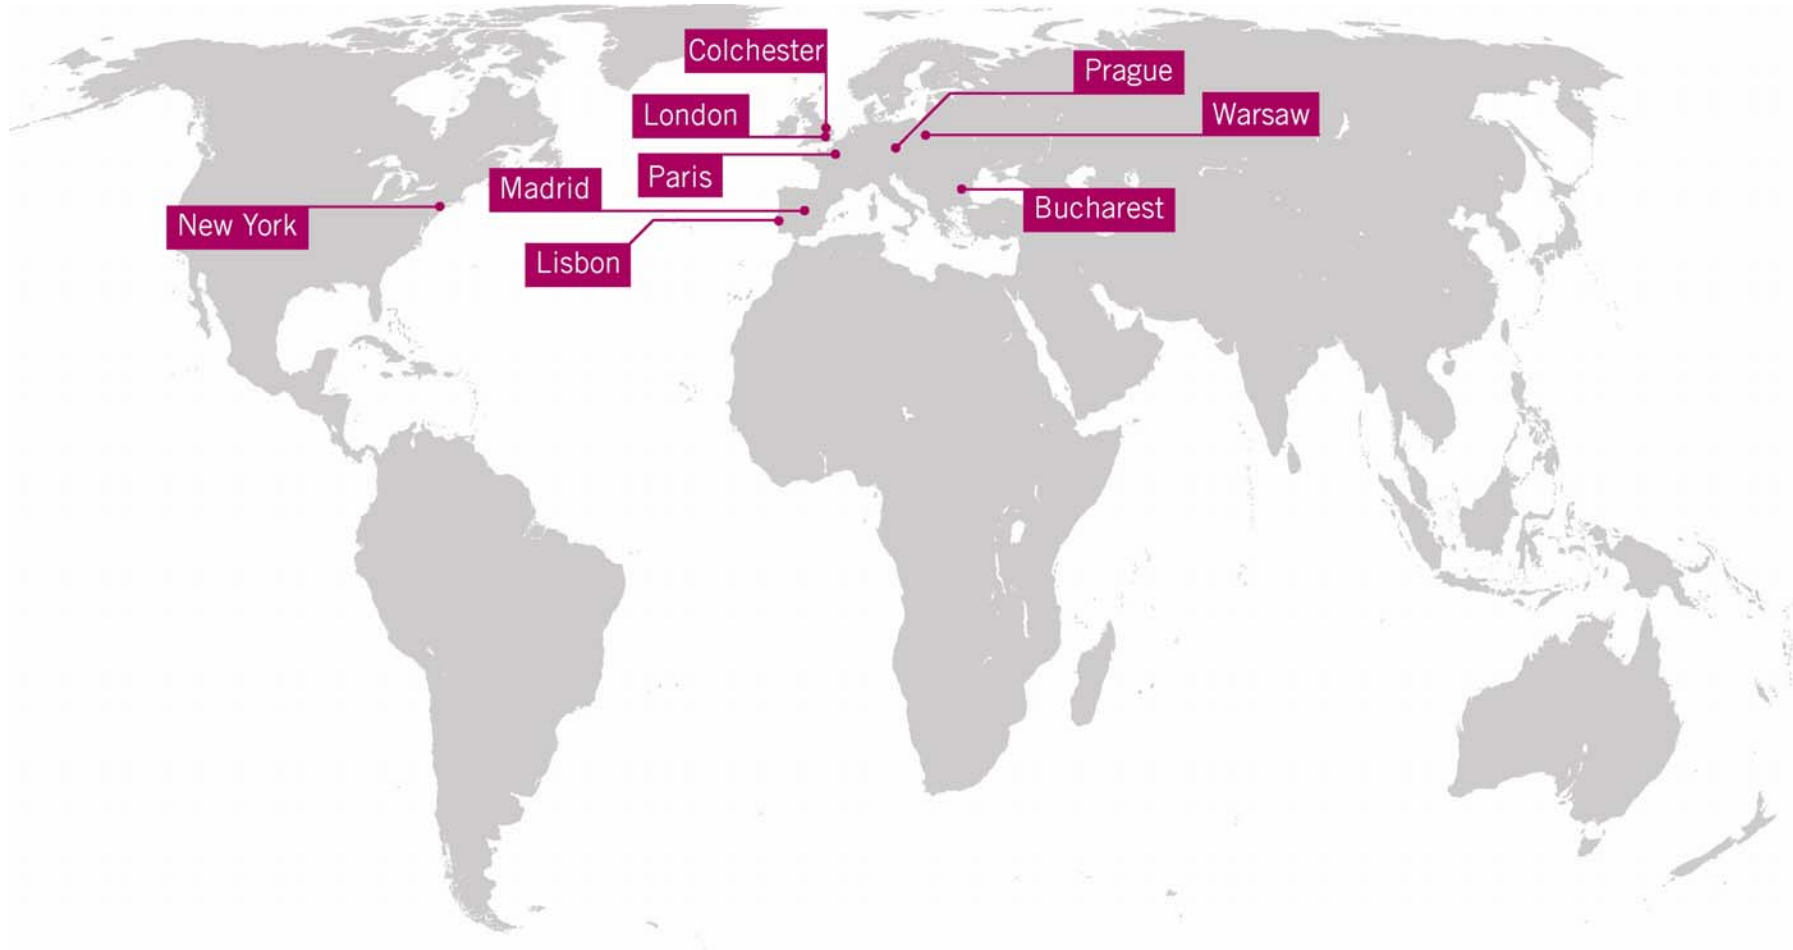 Colchester
Prague
London
Warsaw
Paris
Madrid
Bucharest
New York
Lisbon